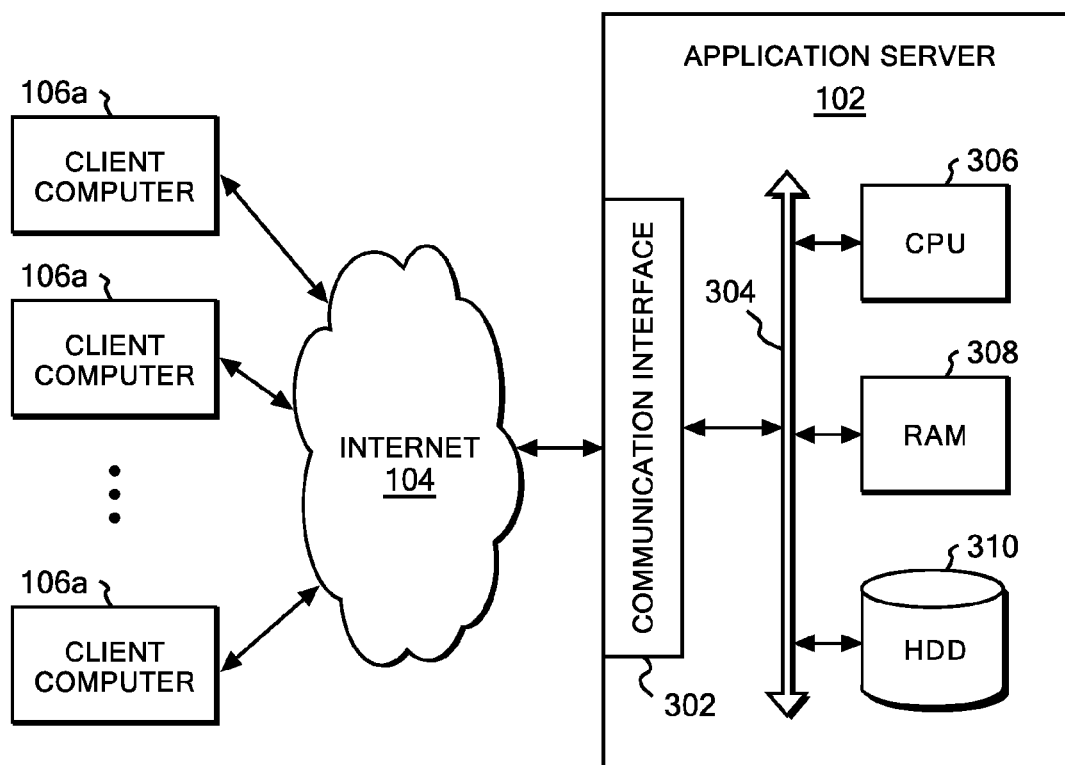 APPLICATION SERVER
102
106a
CLIENT
COMPUTER
106a
CLIENT
COMPUTER
106a
CLIENT
COMPUTER
INTERNET
104
COMMUNICATION INTERFACE
302
304
306
CPU
308
RAM
310
HDD